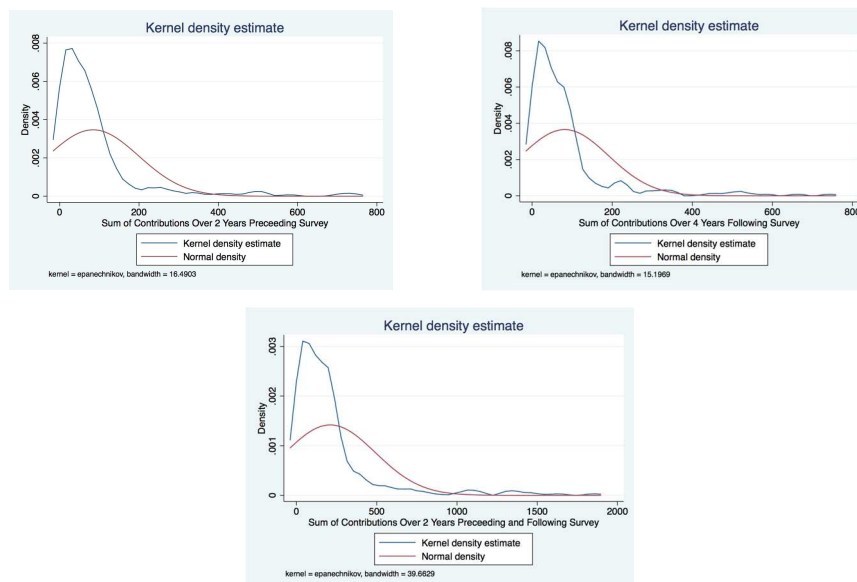 Kernel density estimate
Density
0
.002
.004
.006
.008
0
200
400
600
800
Sum of Contributions Over 2 Years Preceeding Survey
Kernel density estimate
Normal density
kernel = epanechnikov, bandwidth = 16.4903
Kernel density estimate
Density
0
.002
.004
.006
.008
0
200
400
600
800
Sum of Contributions Over 4 Years Following Survey
Kernel density estimate
Normal density
kernel = epanechnikov, bandwidth = 15.1969
Kernel density estimate
Density
0
.001
.002
.003
0
500
1000
1500
2000
Sum of Contributions Over 2 Years Preceeding and Following Survey
Kernel density estimate
Normal density
kernel = epanechnikov, bandwidth = 39.6629